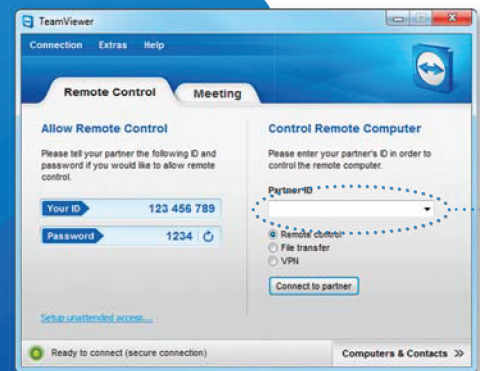 TeamViewer
Connection Extras Help
Remote Control Meeting
Allow Remote Control
Please tell your partner the following ID and
password if you would like to allow remote
control.
Your ID 123 456 789
Password 1234
Setup unattended access...
Control Remote Computer
Please enter your partner's ID in order to
control the remote computer.
Partner ID
Remote control
File transfer
VPN
Connect to partner
Ready to connect (secure connection)
Computers & Contacts >>